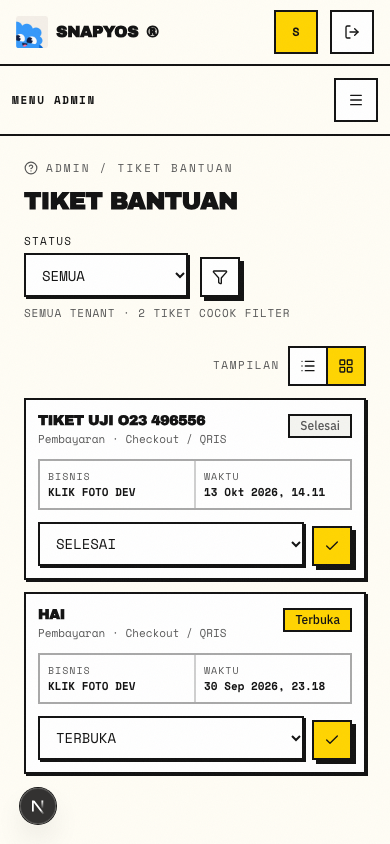 SNAPYOS ®
S
MENU ADMIN
ADMIN / TIKET BANTUAN
TIKET BANTUAN
STATUS
SEMUA
SEMUA TENANT · 2 TIKET COCOK FILTER
TAMPILAN
TIKET UJI O23 496556
Selesai
Pembayaran · Checkout / QRIS
BISNIS
KLIK FOTO DEV
WAKTU
13 Okt 2026, 14.11
SELESAI
HAI
Terbuka
Pembayaran · Checkout / QRIS
BISNIS
KLIK FOTO DEV
WAKTU
30 Sep 2026, 23.18
TERBUKA
N